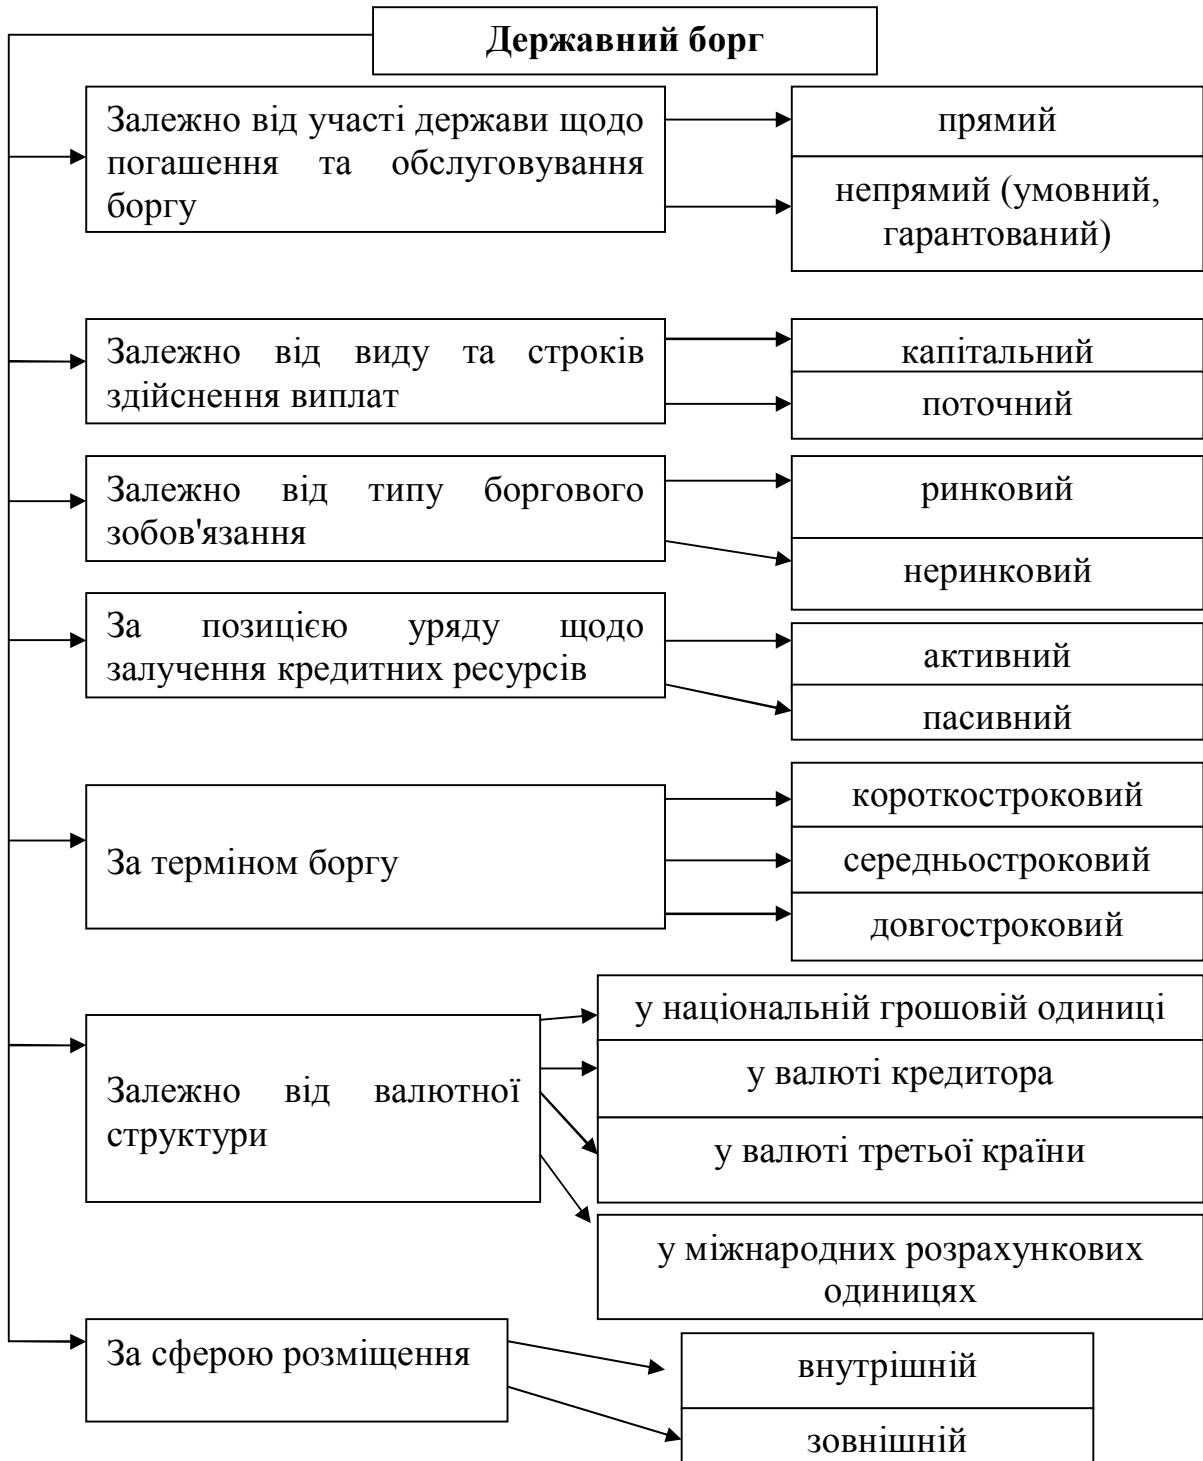 Державний борг
Залежно від участі держави щодо
погашення та обслуговування
боргу
прямий
непрямий (умовний,
гарантований)
Залежно від виду та строків
здійснення виплат
капітальний
поточний
Залежно від типу боргового
зобов'язання
ринковий
неринковий
За позицією уряду щодо
залучення кредитних ресурсів
активний
пасивний
За терміном боргу
короткостроковий
середньостроковий
довгостроковий
Залежно від валютної
структури
у національній грошовій одиниці
у валюті кредитора
у валюті третьої країни
у міжнародних розрахункових
одиницях
За сферою розміщення
внутрішній
зовнішній